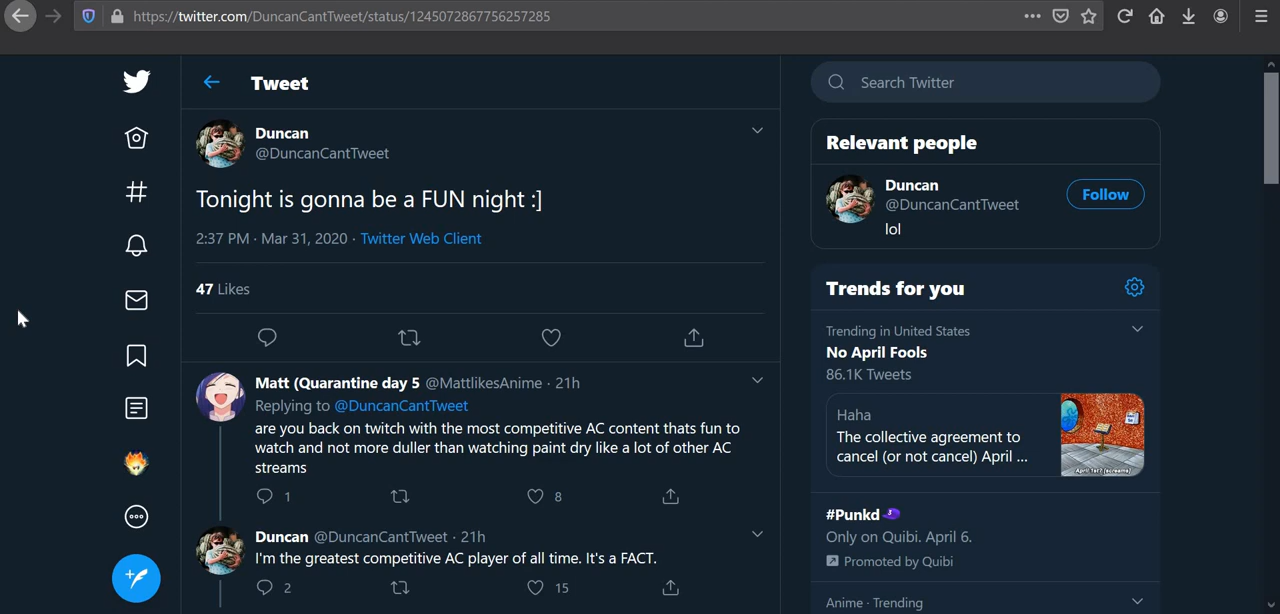 https://twitter.com/DuncanCantTweet/status/1245072867756257285
Tweet
Duncan
@DuncanCantTweet
Tonight is gonna be a FUN night :]
2:37 PM · Mar 31, 2020 · Twitter Web Client
47 Likes
Matt (Quarantine day 5 @MattlikesAnime · 21h
Replying to @DuncanCantTweet
are you back on twitch with the most competitive AC content thats fun to
watch and not more duller than watching paint dry like a lot of other AC
streams
1
8
Duncan @DuncanCantTweet · 21h
I'm the greatest competitive AC player of all time. It's a FACT.
2
15
Search Twitter
Relevant people
Duncan
@DuncanCantTweet
Follow
lol
Trends for you
Trending in United States
No April Fools
86.1K Tweets
Haha
The collective agreement to
cancel (or not cancel) April ...
April 1st? [screams]
#Punkd
Only on Quibi. April 6.
Promoted by Quibi
Anime · Trending